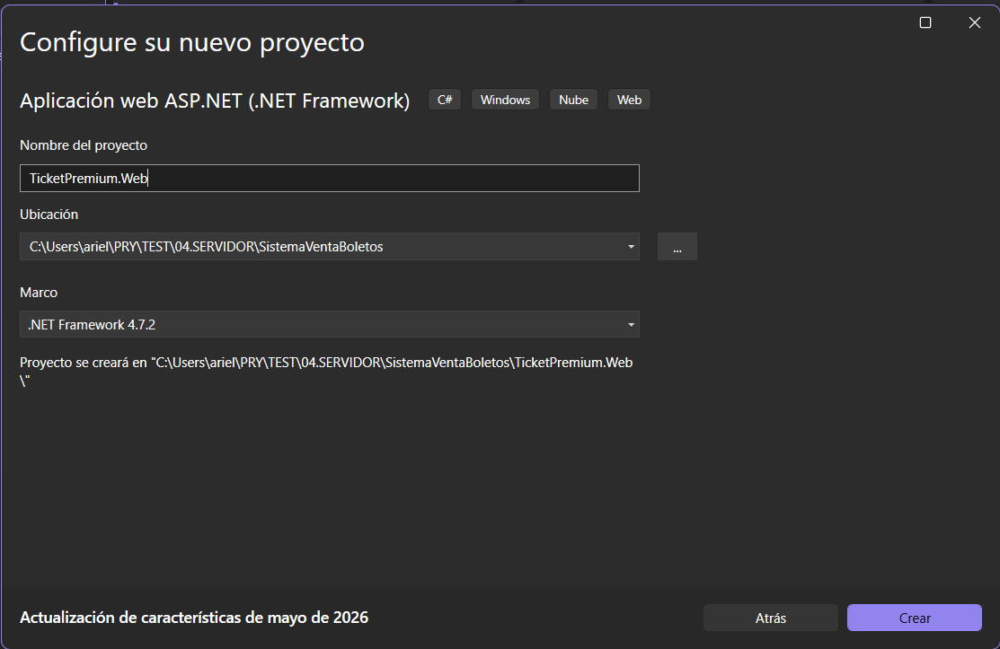 Configure su nuevo proyecto
Aplicación web ASP.NET (.NET Framework) C# Windows Nube Web
Nombre del proyecto
TicketPremium.Web
Ubicación
C:\Users\ariel\PRY\TEST\04.SERVIDOR\SistemaVentaBoletos
...
Marco
.NET Framework 4.7.2
Proyecto se creará en "C:\Users\ariel\PRY\TEST\04.SERVIDOR\SistemaVentaBoletos\TicketPremium.Web
\"
Actualización de características de mayo de 2026
Atrás
Crear